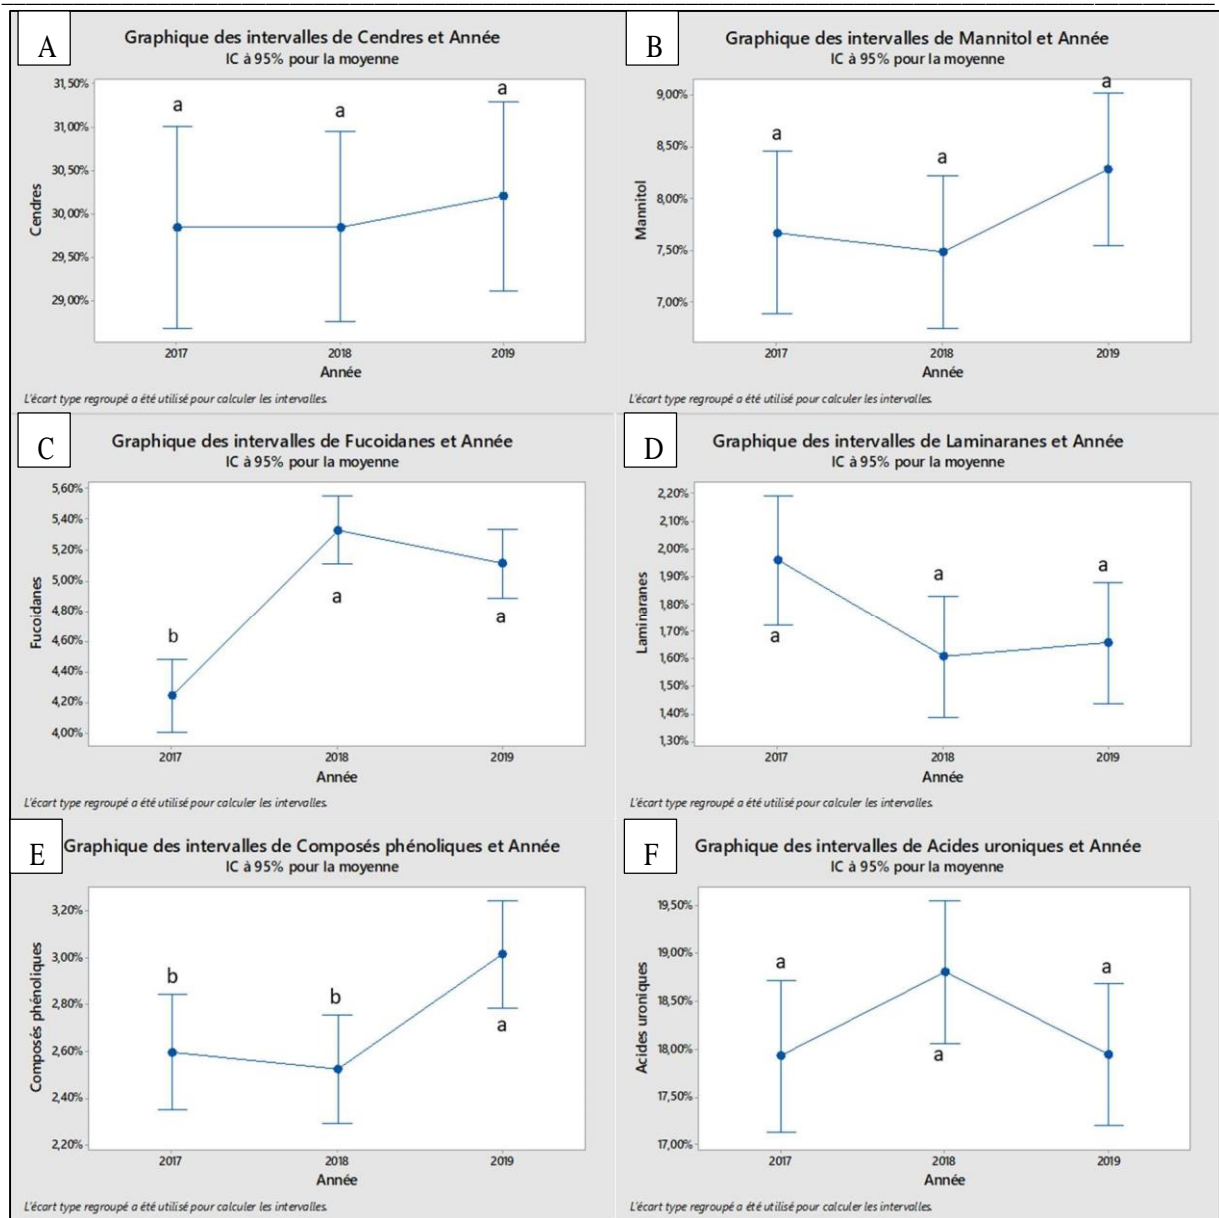 A
Graphique des intervalles de Cendres et Année
IC à 95% pour la moyenne
31,50%
31,00%
30,50%
30,00%
29,50%
29,00%
Cendres
a
a
a
2017
2018
2019
Année
L'écart type regroupé a été utilisé pour calculer les intervalles.
B
Graphique des intervalles de Mannitol et Année
IC à 95% pour la moyenne
9,00%
8,50%
8,00%
7,50%
7,00%
Mannitol
a
a
a
2017
2018
2019
Année
L'écart type regroupé a été utilisé pour calculer les intervalles.
C
Graphique des intervalles de Fucoidanes et Année
IC à 95% pour la moyenne
5,60%
5,40%
5,20%
5,00%
4,80%
4,60%
4,40%
4,20%
4,00%
Fucoidanes
b
a
a
2017
2018
2019
Année
L'écart type regroupé a été utilisé pour calculer les intervalles.
D
Graphique des intervalles de Laminaranes et Année
IC à 95% pour la moyenne
2,20%
2,10%
2,00%
1,90%
1,80%
1,70%
1,60%
1,50%
1,40%
1,30%
Laminaranes
a
a
a
2017
2018
2019
Année
L'écart type regroupé a été utilisé pour calculer les intervalles.
E
Graphique des intervalles de Composés phénoliques et Année
IC à 95% pour la moyenne
3,20%
3,00%
2,80%
2,60%
2,40%
2,20%
Composés phénoliques
b
b
a
2017
2018
2019
Année
L'écart type regroupé a été utilisé pour calculer les intervalles.
F
Graphique des intervalles de Acides uroniques et Année
IC à 95% pour la moyenne
19,50%
19,00%
18,50%
18,00%
17,50%
17,00%
Acides uroniques
a
a
a
2017
2018
2019
Année
L'écart type regroupé a été utilisé pour calculer les intervalles.